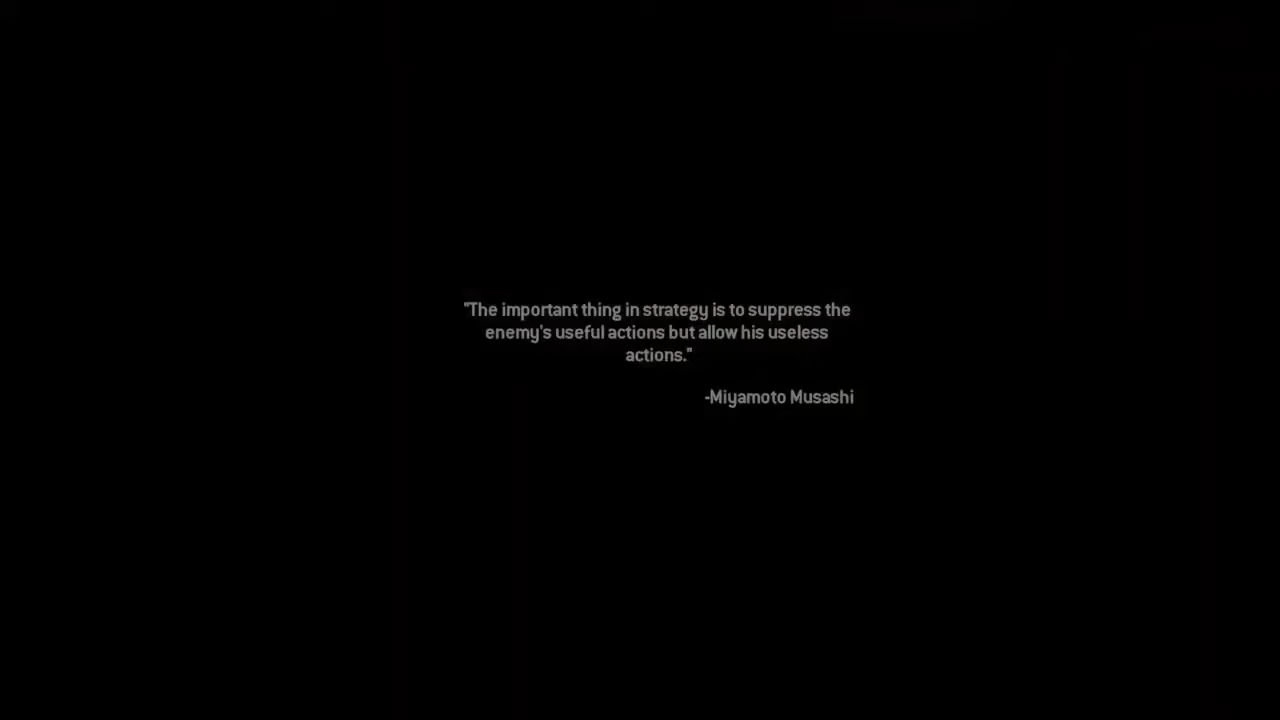 "The important thing in strategy is to suppress the
enemy's useful actions but allow his useless
actions."
-Miyamoto Musashi